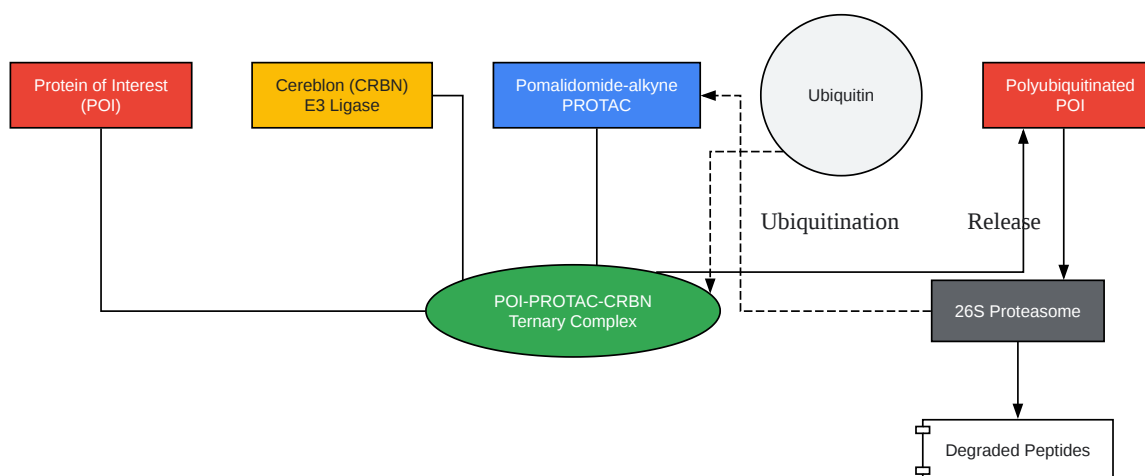 Protein of Interest
(POI)
Cereblon (CRBN)
E3 Ligase
Pomalidomide-alkyne
PROTAC
Ubiquitin
Polyubiquitinated
POI
Ubiquitination
Release
POI-PROTAC-CRBN
Ternary Complex
26S Proteasome
Degraded Peptides